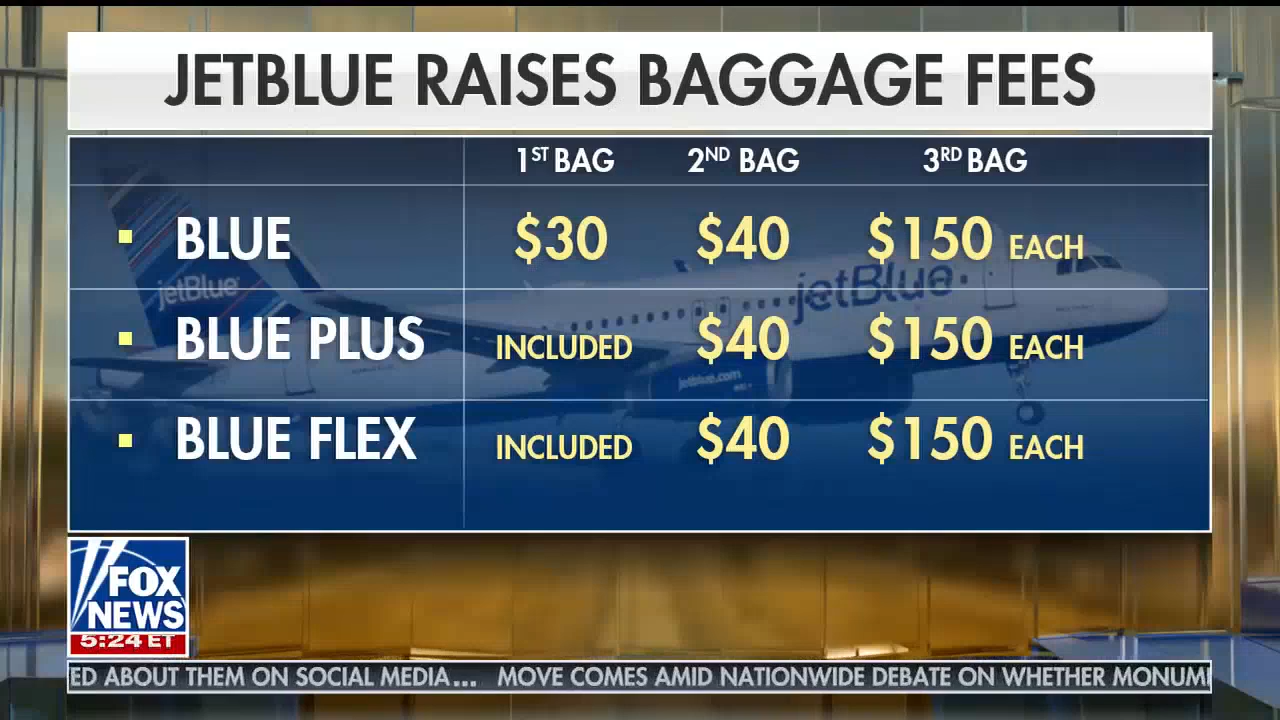 JETBLUE RAISES BAGGAGE FEES
1ST BAG 2ND BAG 3RD BAG
▪ BLUE $30 $40 $150 EACH
▪ BLUE PLUS INCLUDED $40 $150 EACH
▪ BLUE FLEX INCLUDED $40 $150 EACH
jetBlue
jetBlue
jetblue.com
FOX
NEWS
5:24 ET
ED ABOUT THEM ON SOCIAL MEDIA... MOVE COMES AMID NATIONWIDE DEBATE ON WHETHER MONUM